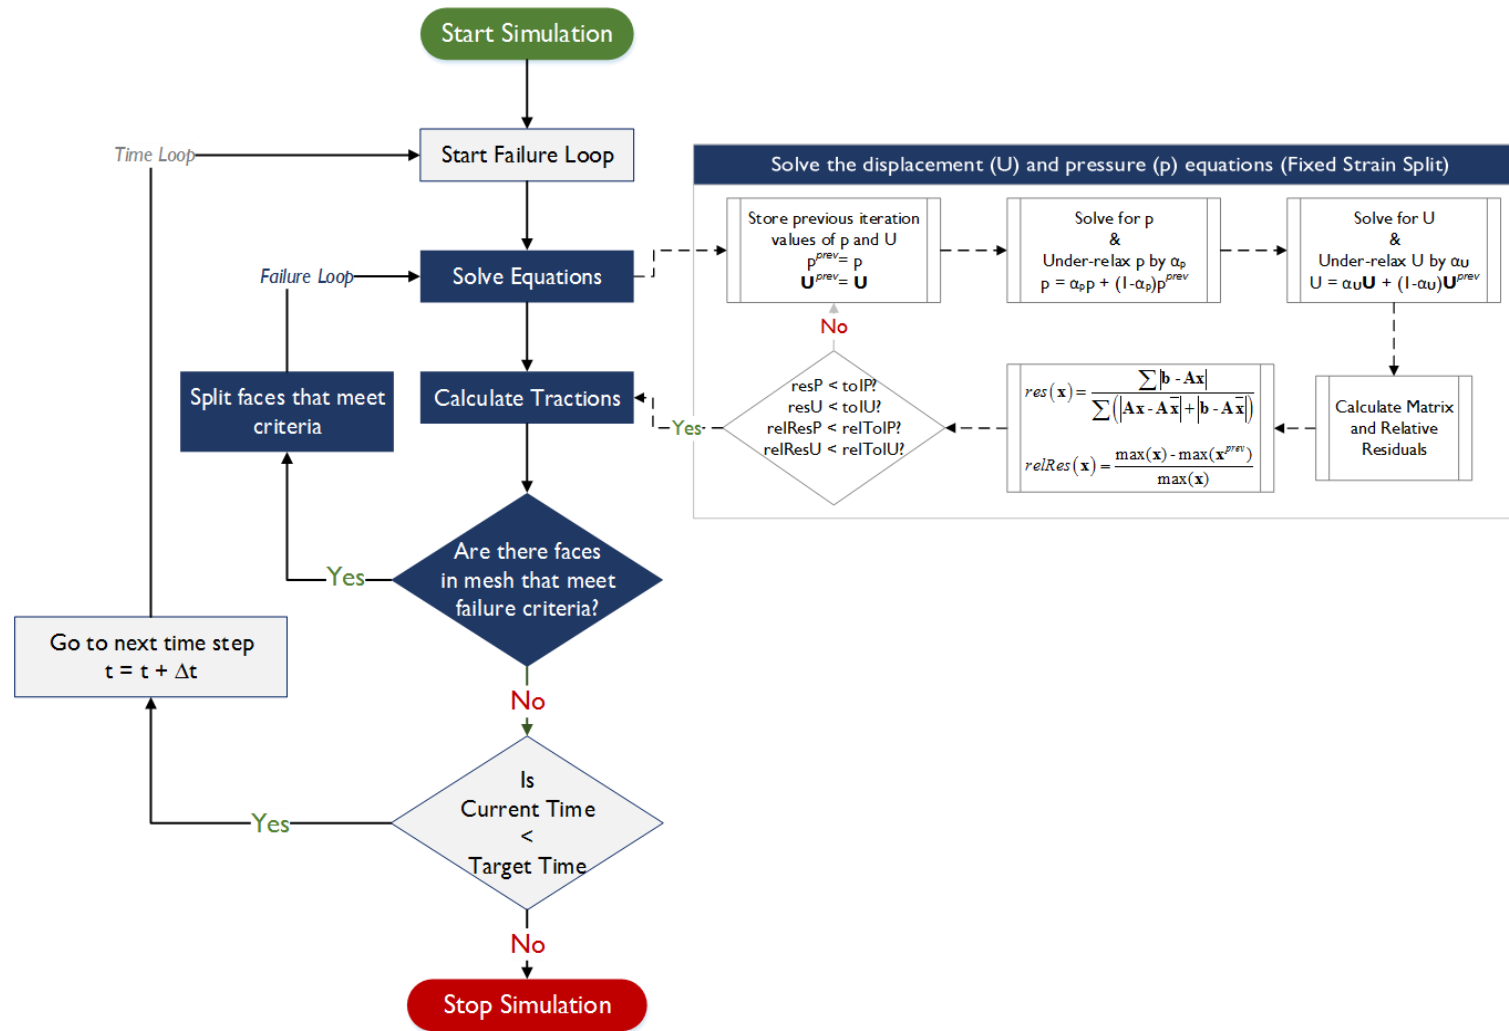 Start Simulation
Time Loop
Start Failure Loop
Failure Loop
Solve Equations
Split faces that meet
criteria
Calculate Tractions
Are there faces
in mesh that meet
failure criteria?
Yes
No
Go to next time step
t = t + Δt
Is
Current Time
<
Target Time
Yes
No
Stop Simulation
Solve the displacement (U) and pressure (p) equations (Fixed Strain Split)
Store previous iteration
values of p and U
p^prev = p
U^prev = U
Solve for p
&
Under-relax p by αp
p = αpp + (1-αp)p^prev
Solve for U
&
Under-relax U by αU
U = αUU + (1-αU)U^prev
Calculate Matrix
and Relative
Residuals
res(x) = ∑|b - Ax| / ∑(|Ax - Ax̄| + |b - Ax̄|)
relRes(x) = max(x) - max(x^prev) / max(x)
resP < tolP?
resU < tolU?
relResP < relTolP?
relResU < relTolU?
No
Yes